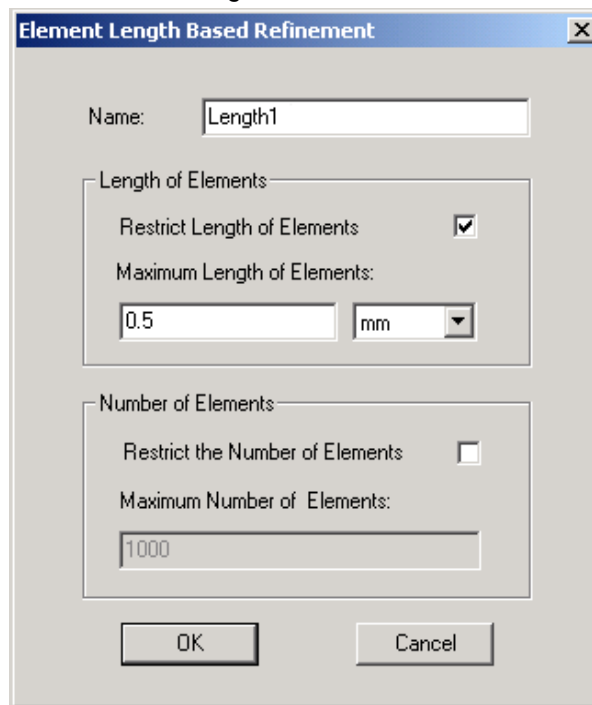 Element Length Based Refinement
Name: Length1
Length of Elements
Restrict Length of Elements
Maximum Length of Elements:
0.5 mm
Number of Elements
Restrict the Number of Elements
Maximum Number of Elements:
1000
OK Cancel